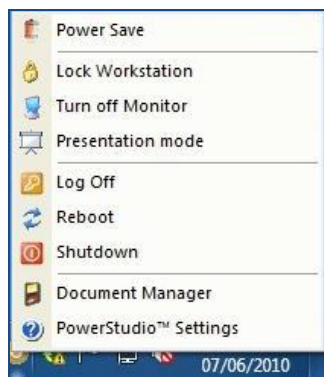 Power Save
Lock Workstation
Turn off Monitor
Presentation mode
Log Off
Reboot
Shutdown
Document Manager
PowerStudio™ Settings
07/06/2010